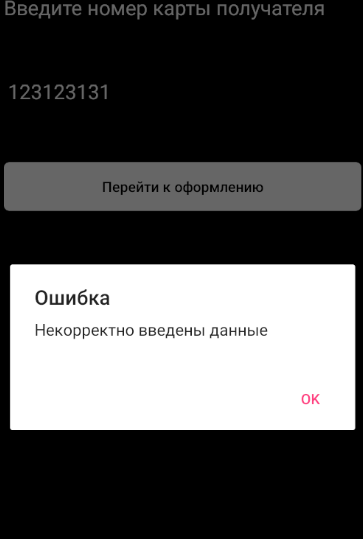 Введите номер карты получателя
123123131
Перейти к оформлению
Ошибка
Некорректно введены данные
OK